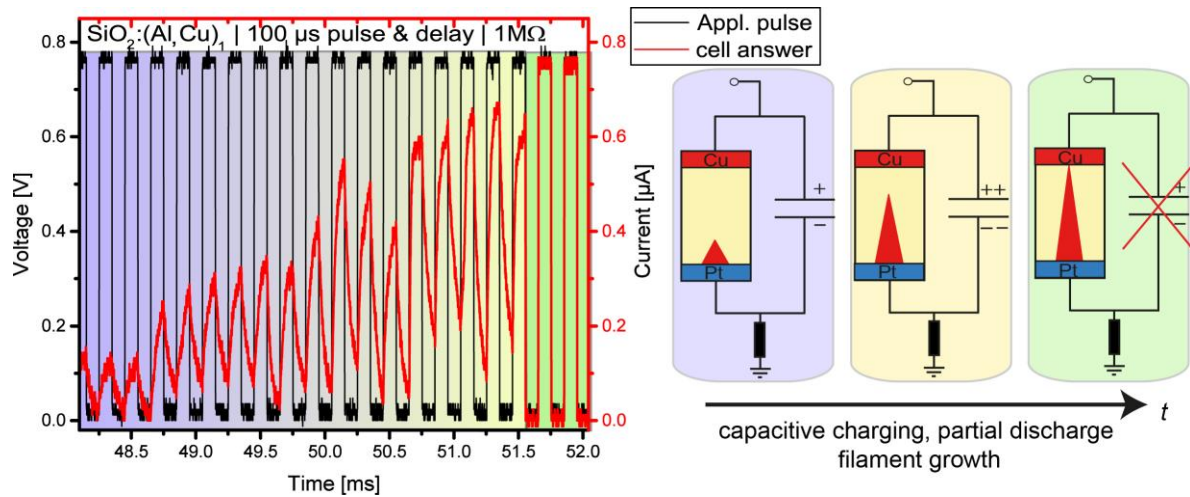 SiO2:(Al,Cu)1 | 100 μs pulse & delay | 1MΩ
0.8
0.6
0.4
0.2
0.0
Voltage [V]
48.5 49.0 49.5 50.0 50.5 51.0 51.5 52.0
Time [ms]
0.8
0.6
0.4
0.2
0.0
Current [μA]
Appl. pulse
cell answer
Cu
Pt
+
−
Cu
Pt
++
−−
Cu
Pt
+
−
t
capacitive charging, partial discharge
filament growth